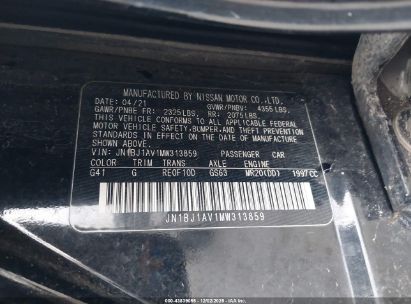 MANUFACTURED BY NISSAN MOTOR CO.,LTD.
DATE: 04/21 GVWR/PNBV: 4355LBS,
GAWR/PNBE FR: 2325LBS, RR: 2075LBS,
THIS VEHICLE CONFORMS TO ALL APPLICABLE FEDERAL
MOTOR VEHICLE SAFETY, BUMPER, AND THEFT PREVENTION
STANDARDS IN EFFECT ON THE DATE OF MANUFACTURE
SHOWN ABOVE.
VIN: JN1BJ1AV1MW313859 PASSENGER CAR
COLOR TRIM TRANS AXLE ENGINE
G41 G RE0F10D GS63 MR20(DD) 1997CC
JN1BJ1AV1MW313859